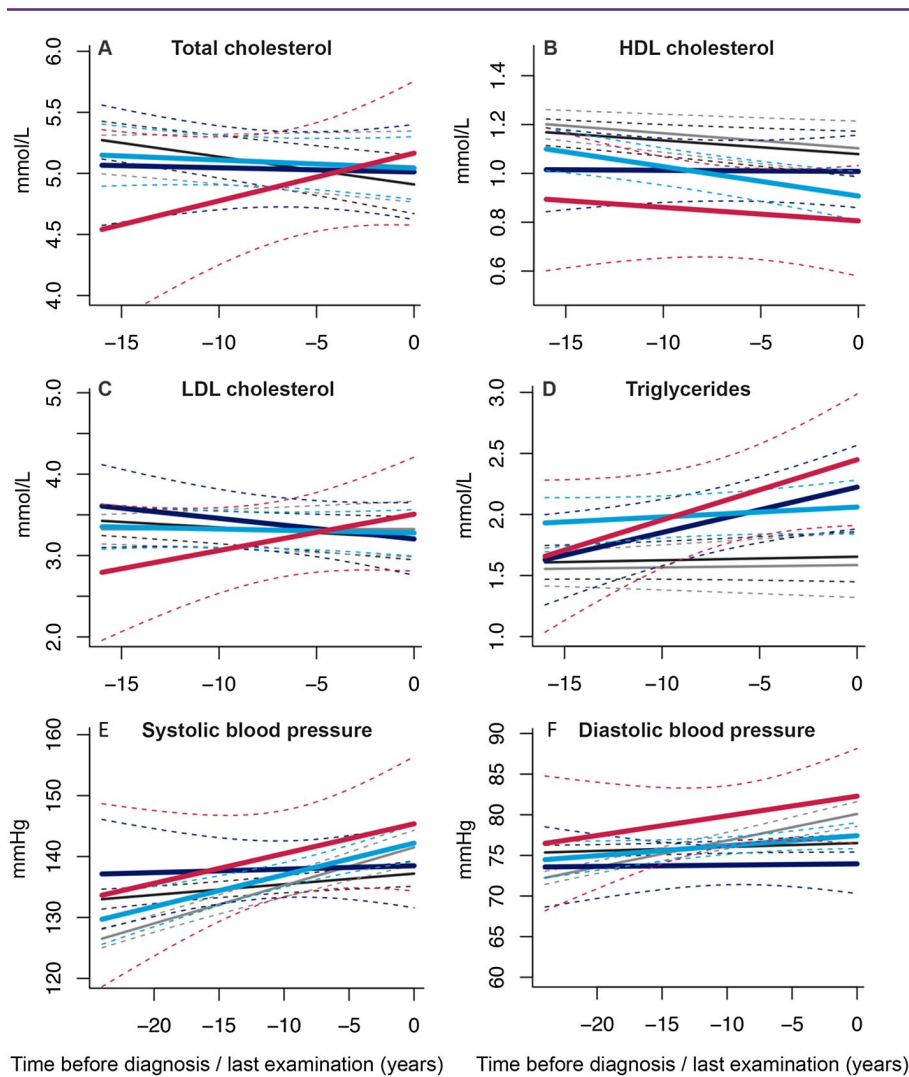 A Total cholesterol
6.0
5.5
5.0
4.5
4.0
mmol/L
−15 −10 −5 0
B HDL cholesterol
1.4
1.2
1.0
0.8
0.6
mmol/L
−15 −10 −5 0
C LDL cholesterol
5.0
4.0
3.0
2.0
mmol/L
−15 −10 −5 0
D Triglycerides
3.0
2.5
2.0
1.5
1.0
mmol/L
−15 −10 −5 0
E Systolic blood pressure
160
150
140
130
120
mmHg
−20 −15 −10 −5 0
Time before diagnosis / last examination (years)
F Diastolic blood pressure
90
85
80
75
70
65
60
mmHg
−20 −15 −10 −5 0
Time before diagnosis / last examination (years)